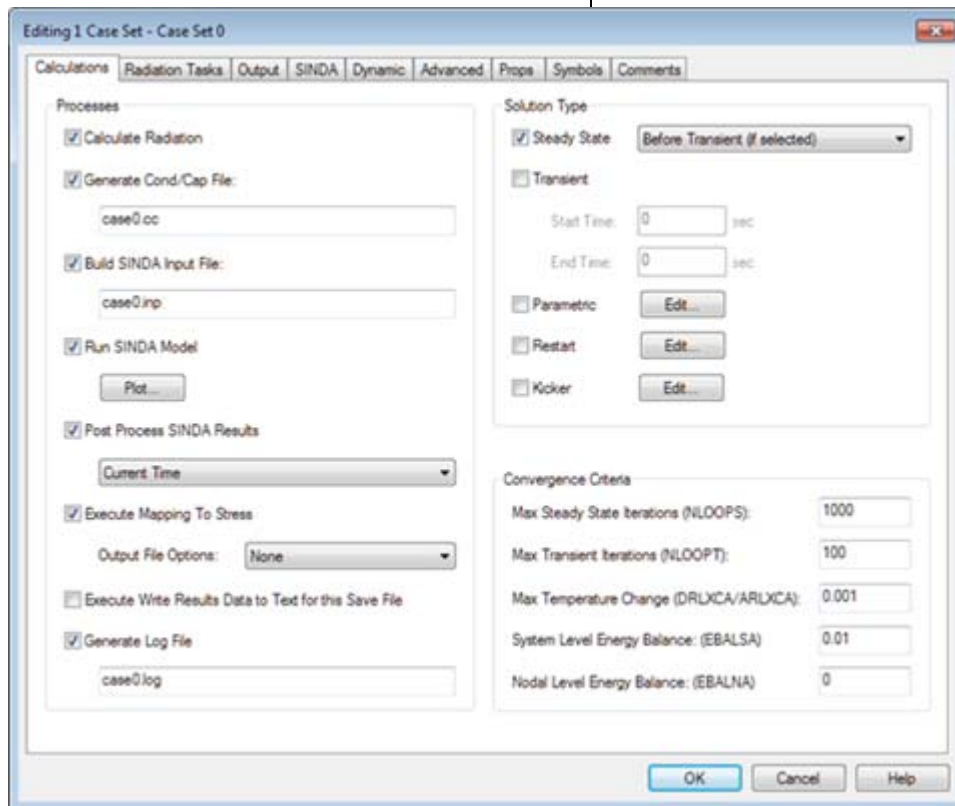 Editing 1 Case Set - Case Set 0
Calculations Radiation Tasks Output SINDA Dynamic Advanced Props Symbols Comments
Processes
Calculate Radiation
Generate Cond/Cap File:
case0.cc
Build SINDA Input File:
case0.inp
Run SINDA Model
Plot...
Post Process SINDA Results
Current Time
Execute Mapping To Stress
Output File Options: None
Execute Write Results Data to Text for this Save File
Generate Log File
case0.log
Solution Type
Steady State Before Transient (if selected)
Transient
Start Time: 0 sec
End Time: 0 sec
Parametric Edit...
Restart Edit...
Kicker Edit...
Convergence Criteria
Max Steady State Iterations (NLOOPS): 1000
Max Transient Iterations (NLOOPT): 100
Max Temperature Change (DRLXCA/ARLXCA): 0.001
System Level Energy Balance: (EBALSA) 0.01
Nodal Level Energy Balance: (EBALNA) 0
OK Cancel Help